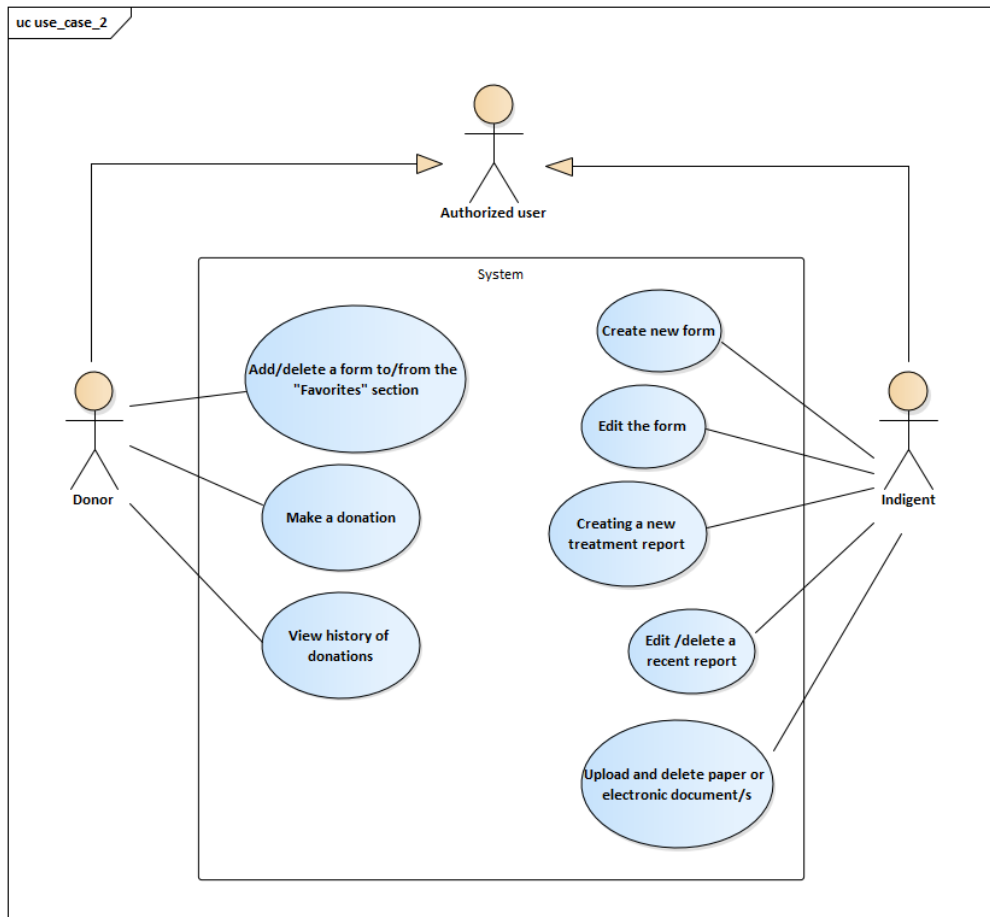 uc use_case_2
Authorized user
System
Add/delete a form to/from the
"Favorites" section
Make a donation
View history of
donations
Donor
Create new form
Edit the form
Creating a new
treatment report
Edit /delete a
recent report
Upload and delete paper or
electronic document/s
Indigent